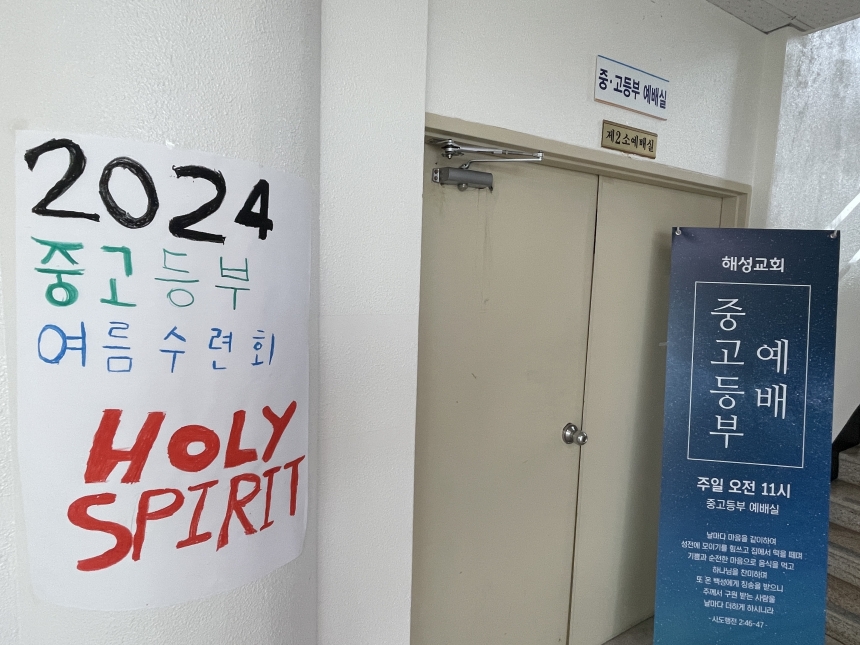 2024
중고등부
여름 수련회
HOLY
SPIRIT
중·고등부 예배실
제2소예배실
해성교회
중고등부
예배
주일 오전 11시
중고등부 예배실
날마다 마음을 같이하여
성전에 모이기를 힘쓰고 집에서 떡을 떼며
기쁨과 순전한 마음으로 음식을 먹고
하나님을 찬미하며
또 온 백성에게 칭송을 받으니
주께서 구원 받는 사람을
날마다 더하게 하시니라
-사도행전 2:46-47-